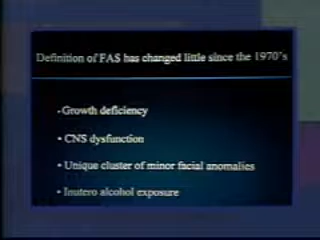 Definition of FAS has changed little since the 1970's
- Growth deficiency
• CNS dysfunction
• Unique cluster of minor facial anomalies
• Inutero alcohol exposure